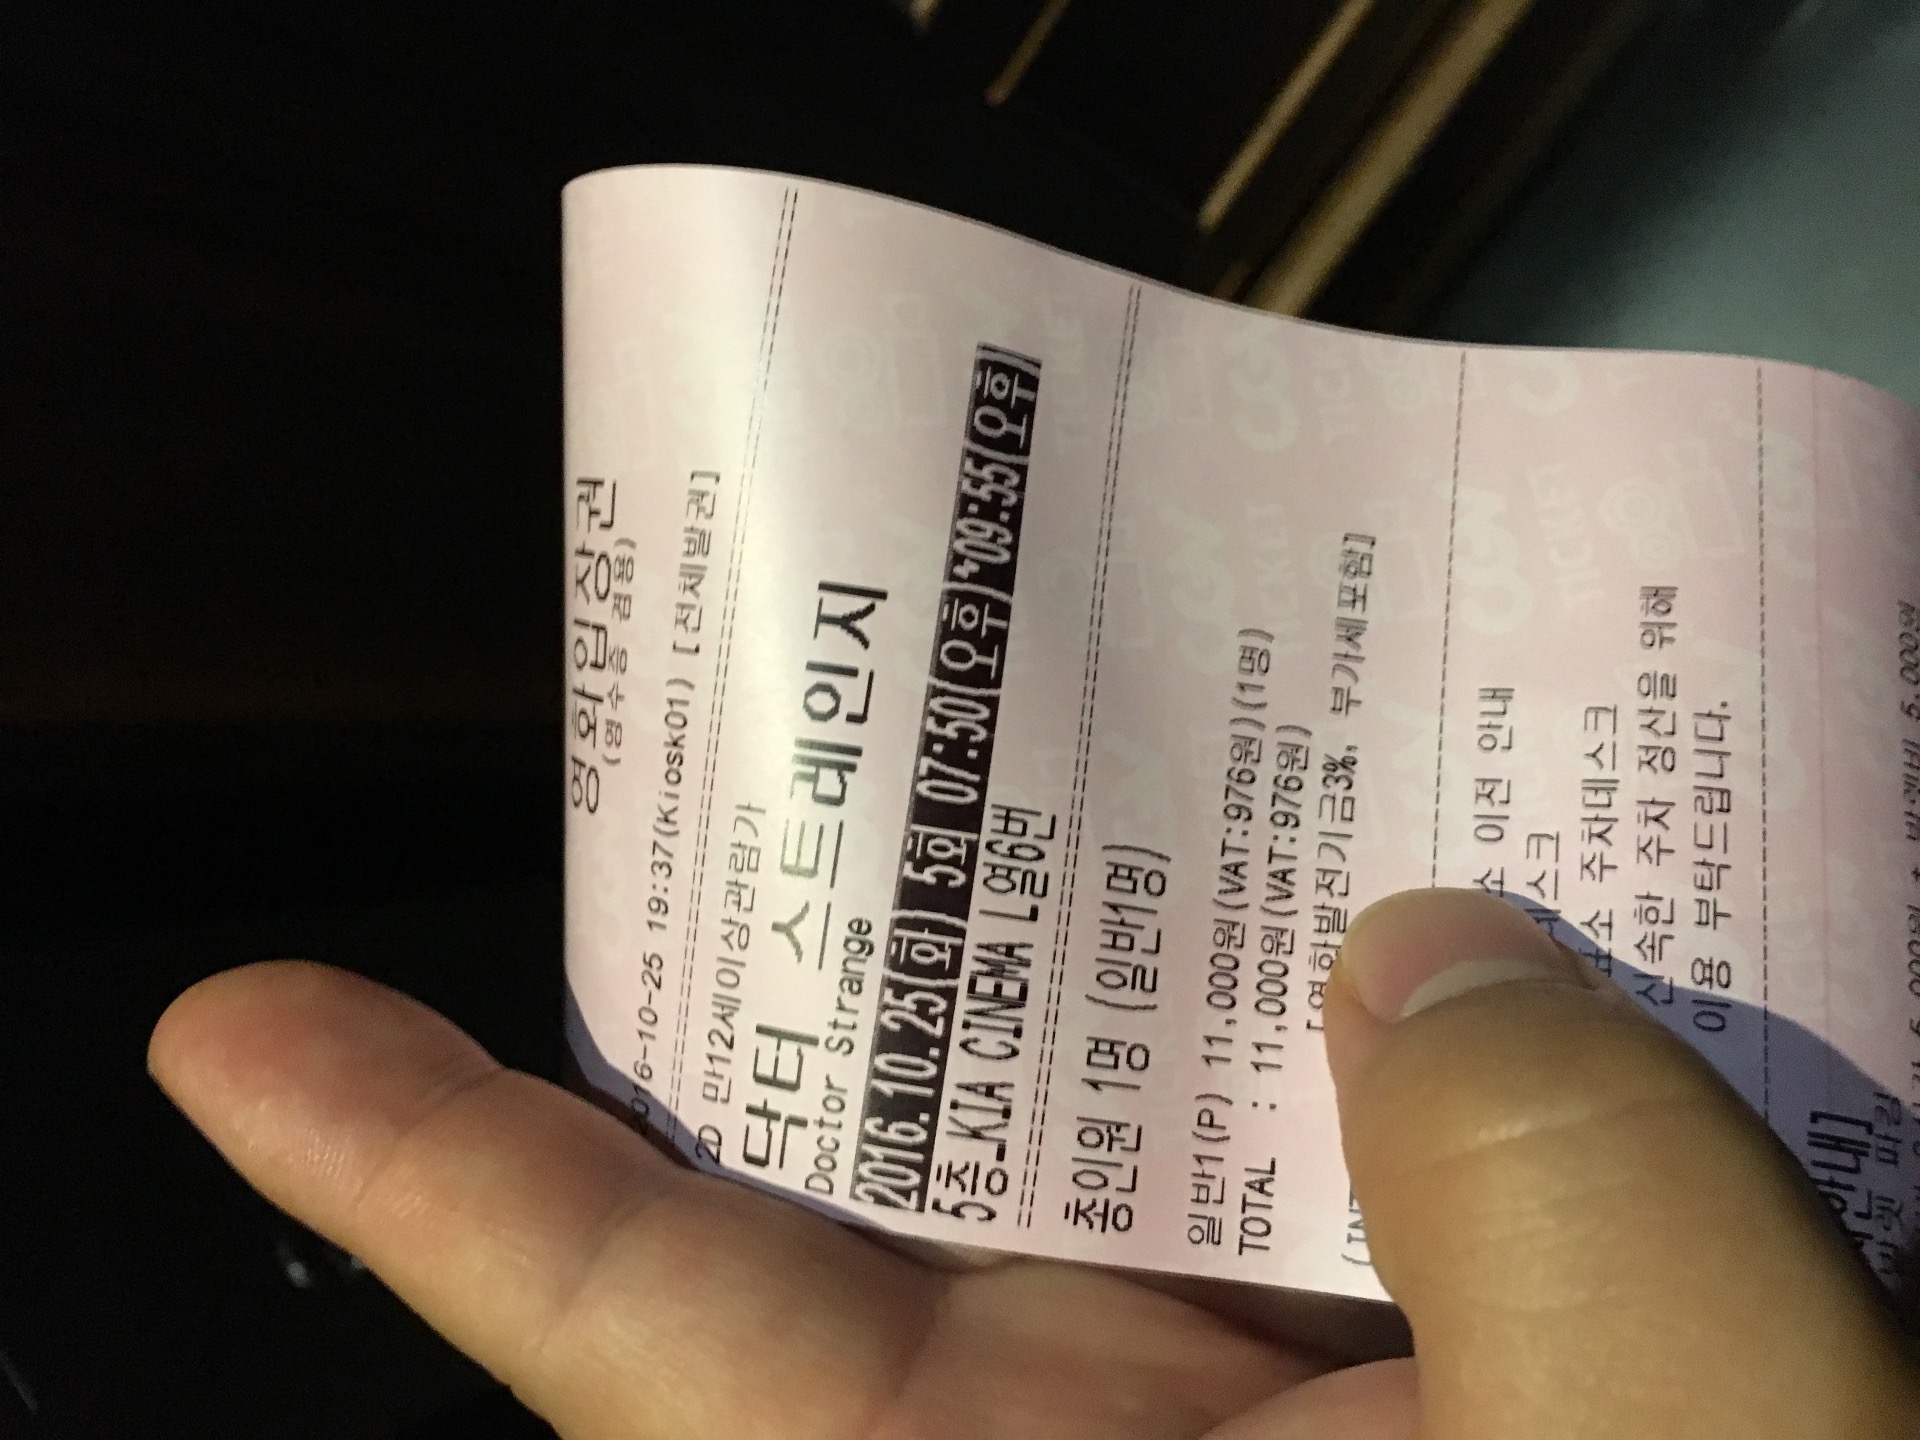 영화입장권
(영수증 겸용)
2016-10-25 19:37(Kiosk01) [전체발권]
2D 만12세이상관람가
닥터 스트레인지
Doctor Strange
2016.10.25(화) 5회 07:50(오후)~09:55(오후)
5층_KIA CINEMA L열6번
총인원 1명 (일반1명)
일반1(P) 11,000원(VAT:976원)(1명)
TOTAL : 11,000원(VAT:976원)
[영화발전기금3%, 부가세포함]
이전 안내
주차데스크
신속한 주차 정산을 위해
이용 부탁드립니다.